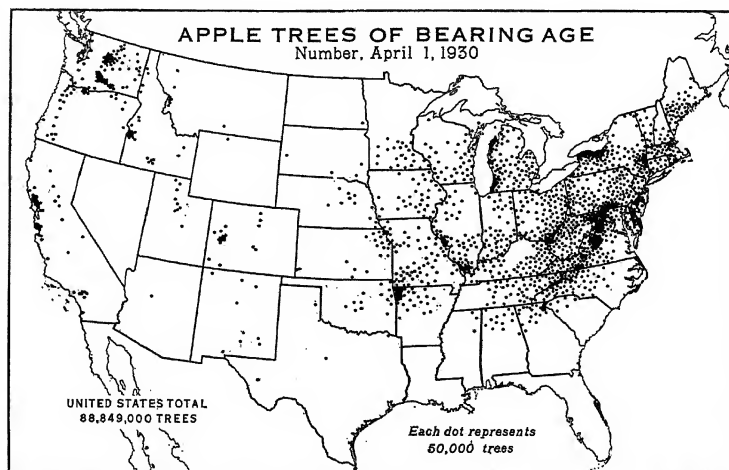 APPLE TREES OF BEARING AGE
Number, April 1, 1930
UNITED STATES TOTAL
88,849,000 TREES
Each dot represents
50,000 trees